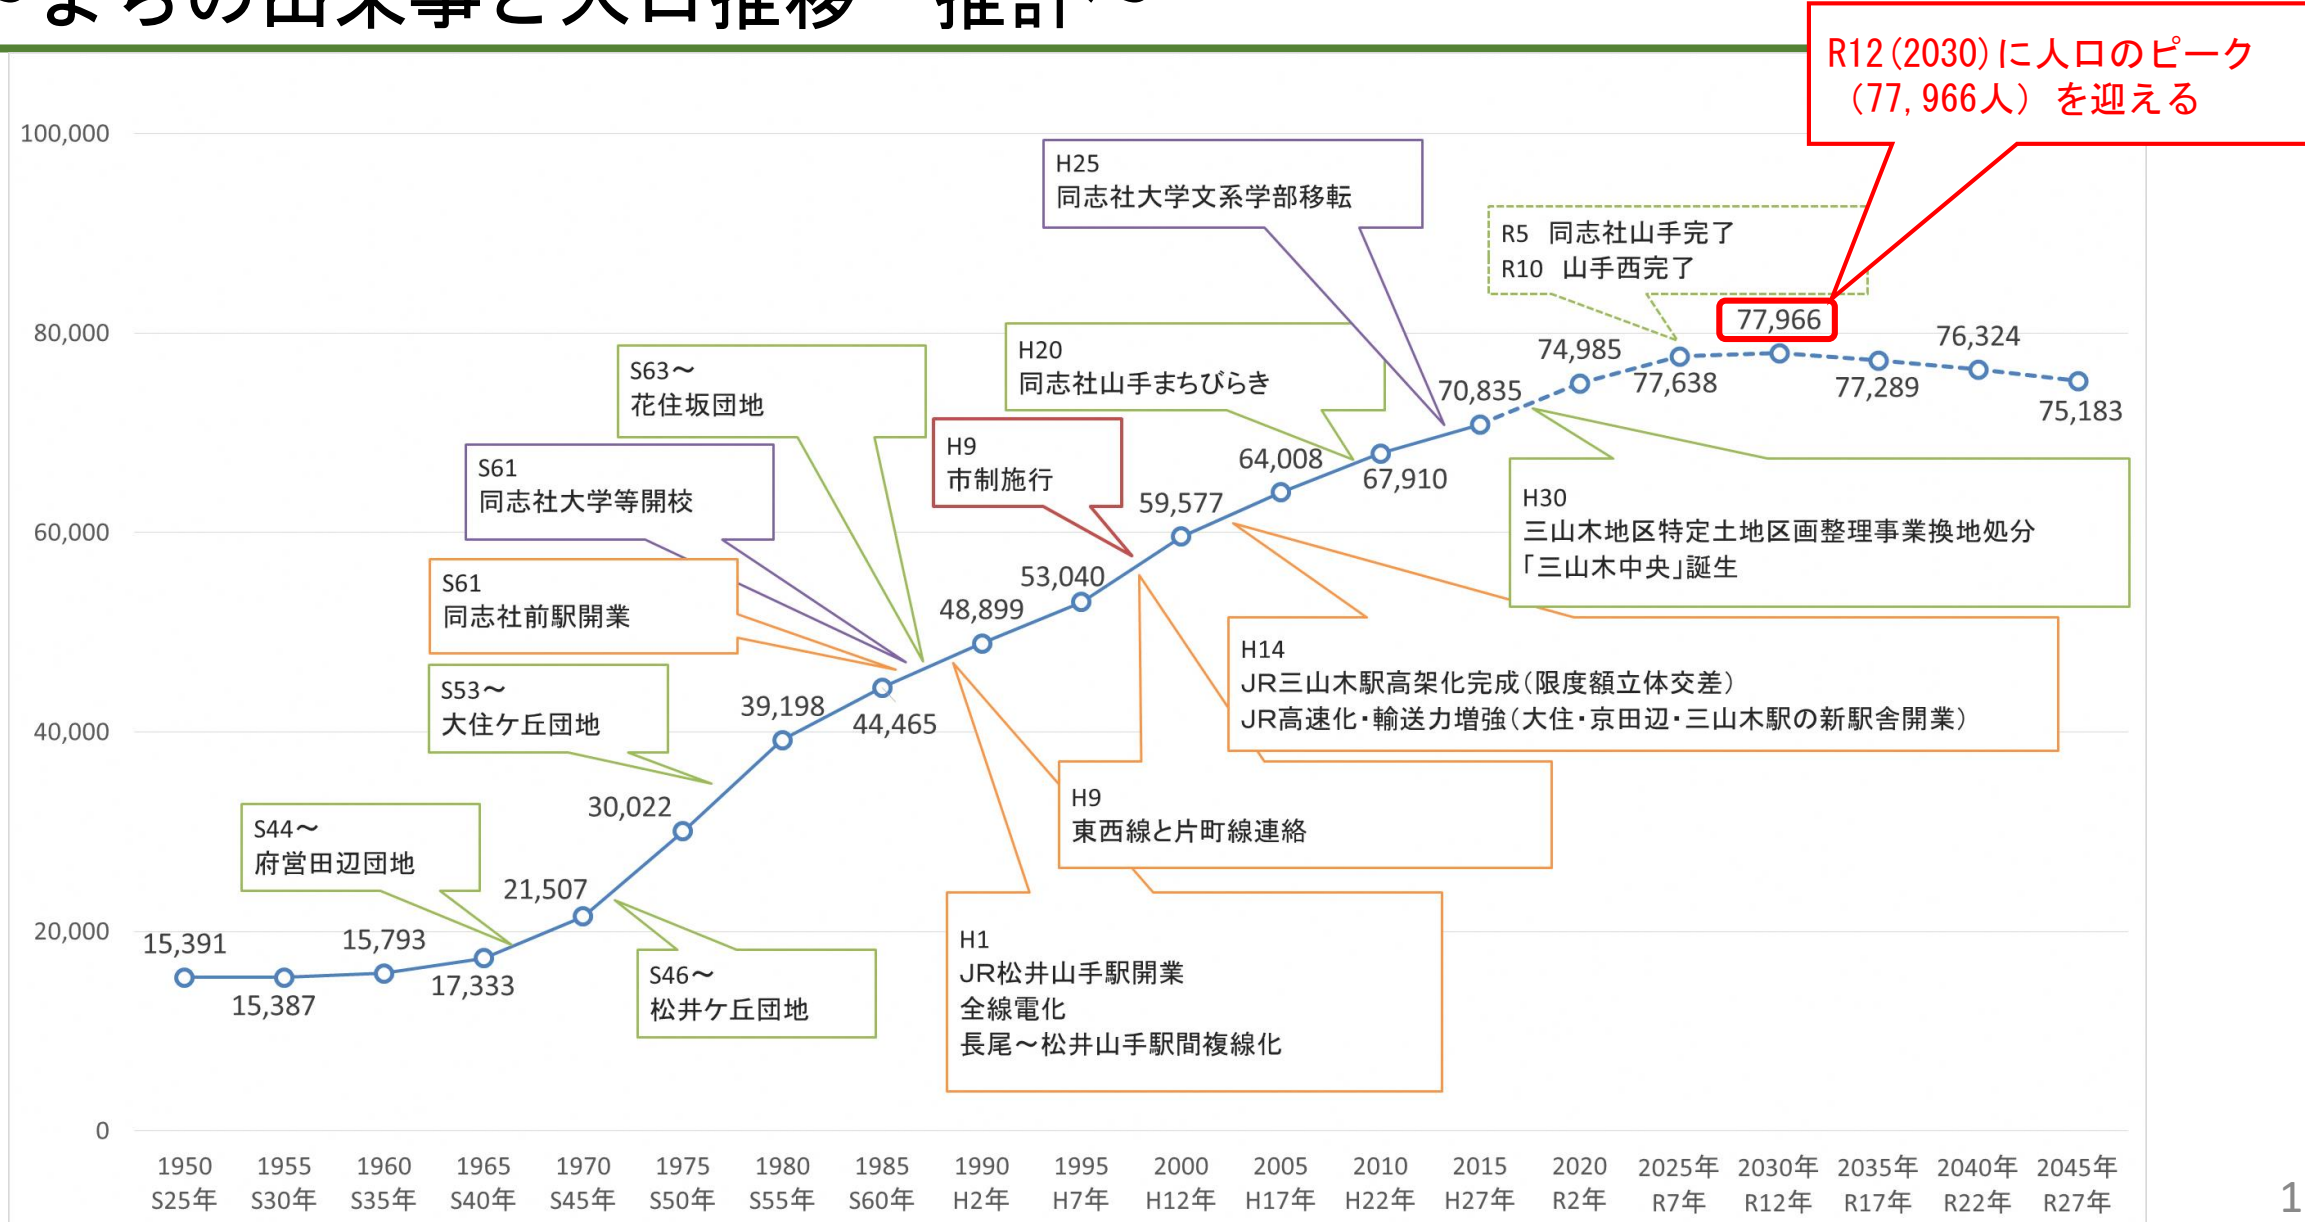 ～まちの出来事と人口推移・推計～
R12(2030)に人口のピーク
（77,966人）を迎える
100,000
80,000
60,000
40,000
20,000
0
H25
同志社大学文系学部移転
R5 同志社山手完了
R10 山手西完了
H20
同志社山手まちびらき
S63～
花住坂団地
H9
市制施行
S61
同志社大学等開校
S61
同志社前駅開業
S53～
大住ケ丘団地
S44～
府営田辺団地
S46～
松井ケ丘団地
H30
三山木地区特定土地区画整理事業換地処分
「三山木中央」誕生
H14
JR三山木駅高架化完成(限度額立体交差)
JR高速化・輸送力増強(大住・京田辺・三山木駅の新駅舎開業)
H9
東西線と片町線連絡
H1
JR松井山手駅開業
全線電化
長尾～松井山手駅間複線化
15,391
15,387
15,793
17,333
21,507
30,022
39,198
44,465
48,899
53,040
59,577
64,008
67,910
70,835
74,985
77,638
77,966
77,289
76,324
75,183
1950 1955 1960 1965 1970 1975 1980 1985 1990 1995 2000 2005 2010 2015 2020 2025年 2030年 2035年 2040年 2045年
S25年 S30年 S35年 S40年 S45年 S50年 S55年 S60年 H2年 H7年 H12年 H17年 H22年 H27年 R2年 R7年 R12年 R17年 R22年 R27年
1